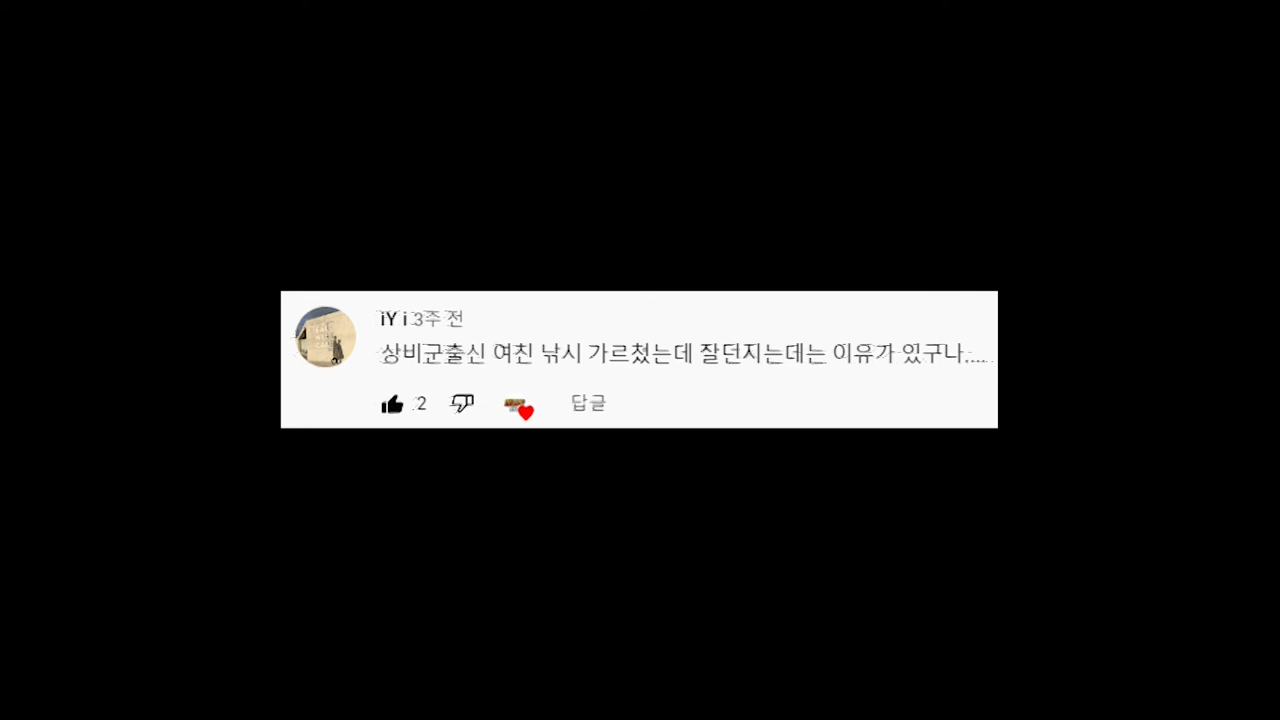 iY i 3주 전
상비군출신 여친 낚시 가르쳤는데 잘던지는데는 이유가 있구나....
2 답글